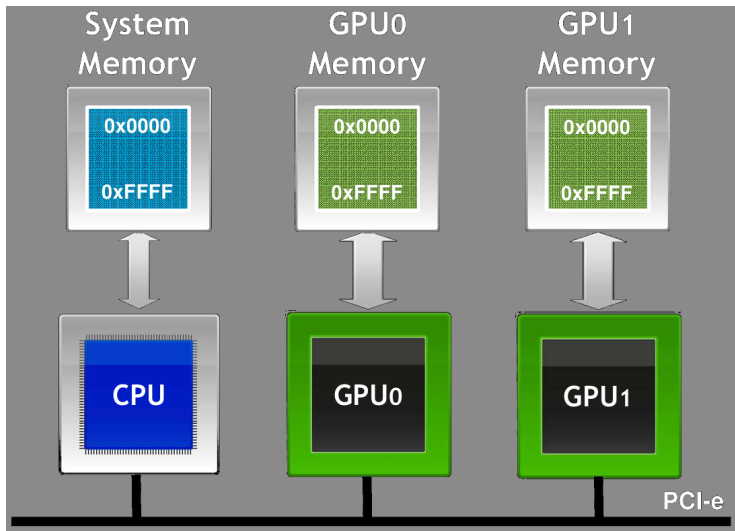 System
Memory
GPU0
Memory
GPU1
Memory
0x0000
0xFFFF
0x0000
0xFFFF
0x0000
0xFFFF
CPU
GPU0
GPU1
PCI-e